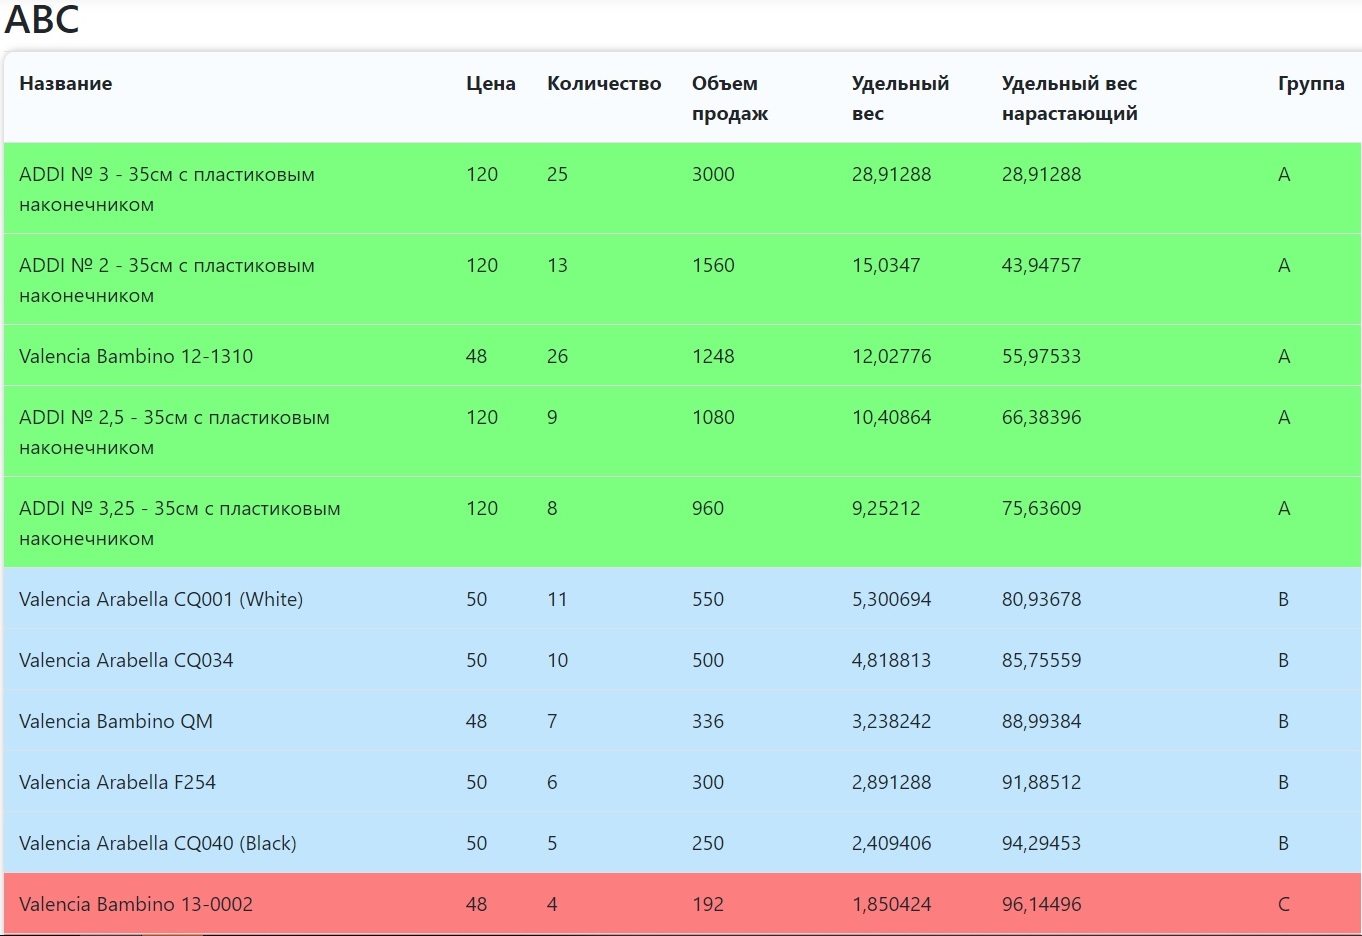 ABC
Название Цена Количество Объем Удельный Удельный вес Группа
продаж вес нарастающий
ADDI № 3 - 35см с пластиковым 120 25 3000 28,91288 28,91288 A
наконечником
ADDI № 2 - 35см с пластиковым 120 13 1560 15,0347 43,94757 A
наконечником
Valencia Bambino 12-1310 48 26 1248 12,02776 55,97533 A
ADDI № 2,5 - 35см с пластиковым 120 9 1080 10,40864 66,38396 A
наконечником
ADDI № 3,25 - 35см с пластиковым 120 8 960 9,25212 75,63609 A
наконечником
Valencia Arabella CQ001 (White) 50 11 550 5,300694 80,93678 B
Valencia Arabella CQ034 50 10 500 4,818813 85,75559 B
Valencia Bambino QM 48 7 336 3,238242 88,99384 B
Valencia Arabella F254 50 6 300 2,891288 91,88512 B
Valencia Arabella CQ040 (Black) 50 5 250 2,409406 94,29453 B
Valencia Bambino 13-0002 48 4 192 1,850424 96,14496 C